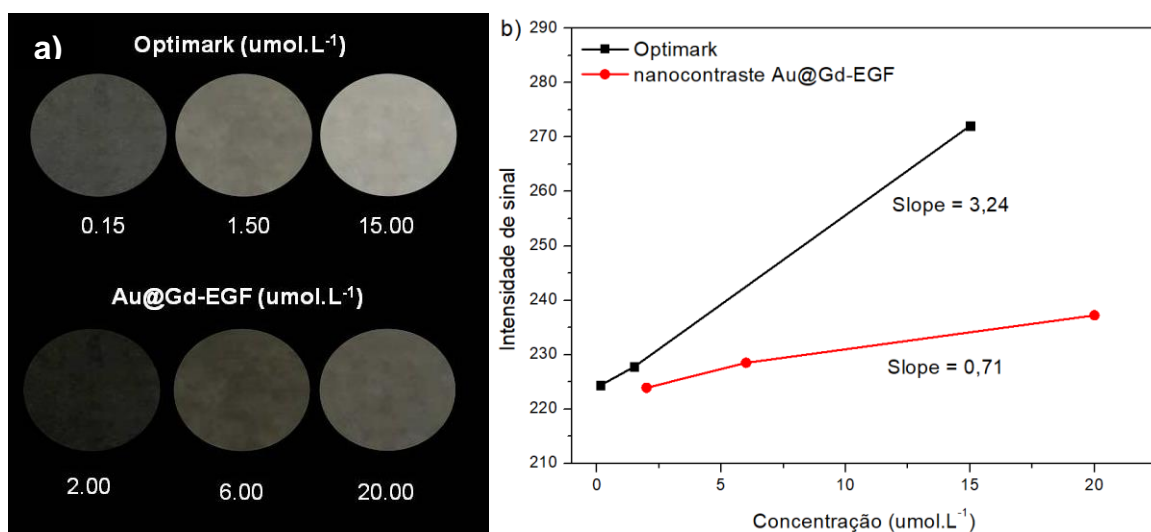 a)
Optimark (umol.L-1)
0.15 1.50 15.00
Au@Gd-EGF (umol.L-1)
2.00 6.00 20.00
b)
290
280
270
260
250
240
230
220
210
Intensidade de sinal
Optimark
nanocontraste Au@Gd-EGF
Slope = 3,24
Slope = 0,71
0 5 10 15 20
Concentração (umol.L-1)